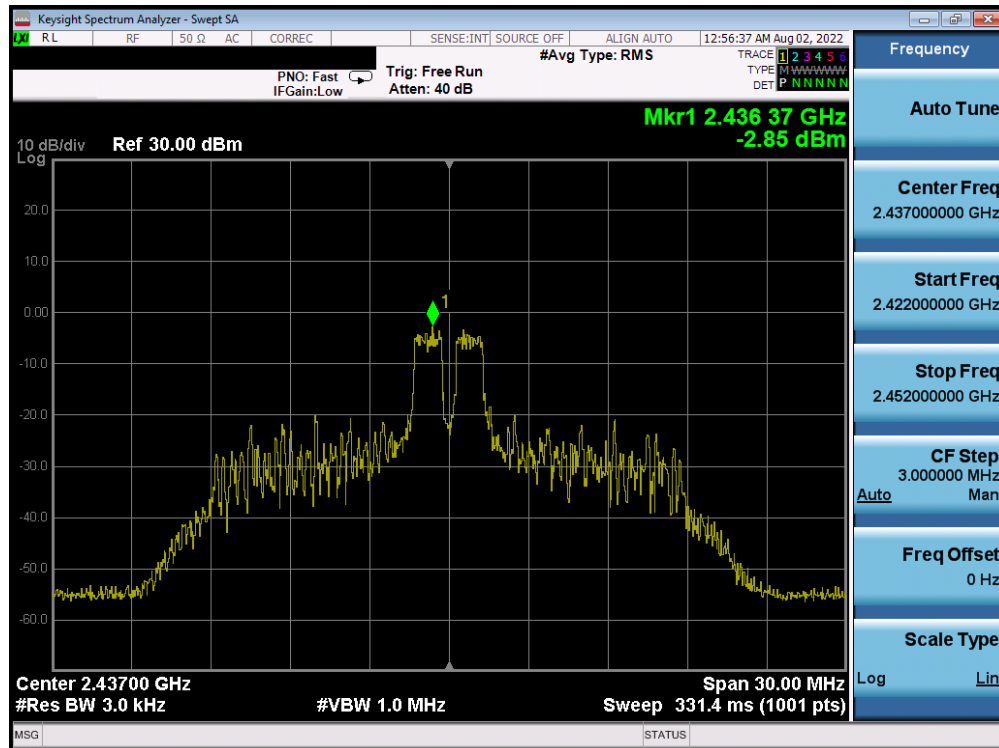 Keysight Spectrum Analyzer - Swept SA
LXI RL RF 50 Ω AC CORREC SENSE:INT SOURCE OFF ALIGN AUTO 12:56:37 AM Aug 02, 2022
#Avg Type: RMS TRACE 1 2 3 4 5 6
PNO: Fast Trig: Free Run TYPE M W W W W W
IFGain:Low Atten: 40 dB DET P N N N N N
Mkr1 2.436 37 GHz
-2.85 dBm
10 dB/div Ref 30.00 dBm
Log
20.0
10.0
0.00
-10.0
-20.0
-30.0
-40.0
-50.0
-60.0
1
Center 2.43700 GHz Span 30.00 MHz
#Res BW 3.0 kHz #VBW 1.0 MHz Sweep 331.4 ms (1001 pts)
MSG STATUS
Frequency
Auto Tune
Center Freq
2.437000000 GHz
Start Freq
2.422000000 GHz
Stop Freq
2.452000000 GHz
CF Step
3.000000 MHz
Auto Man
Freq Offset
0 Hz
Scale Type
Log Lin